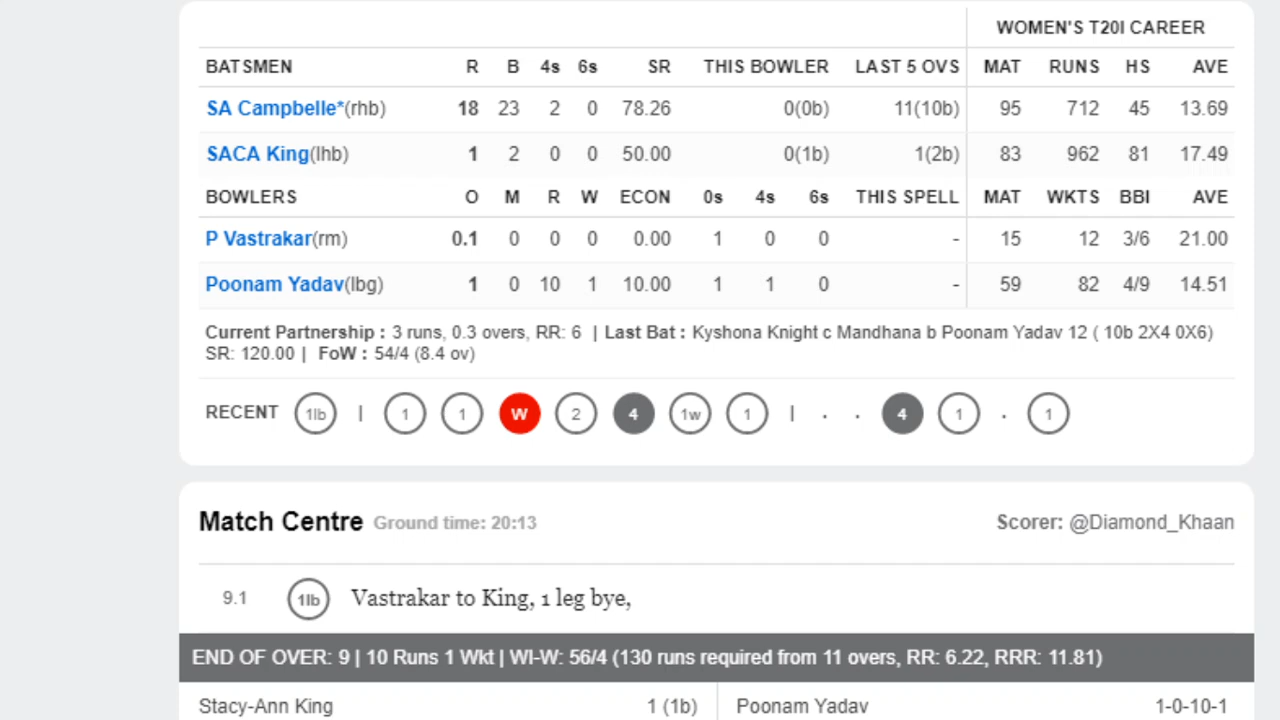 WOMEN'S T20I CAREER
BATSMEN R B 4s 6s SR THIS BOWLER LAST 5 OVS MAT RUNS HS AVE
SA Campbelle*(rhb) 18 23 2 0 78.26 0(0b) 11(10b) 95 712 45 13.69
SACA King(lhb) 1 2 0 0 50.00 0(1b) 1(2b) 83 962 81 17.49
BOWLERS O M R W ECON 0s 4s 6s THIS SPELL MAT WKTS BBI AVE
P Vastrakar(rm) 0.1 0 0 0 0.00 1 0 0 - 15 12 3/6 21.00
Poonam Yadav(lbg) 1 0 10 1 10.00 1 1 0 - 59 82 4/9 14.51
Current Partnership : 3 runs, 0.3 overs, RR: 6 | Last Bat : Kyshona Knight c Mandhana b Poonam Yadav 12 ( 10b 2X4 0X6)
SR: 120.00 | FoW : 54/4 (8.4 ov)
RECENT 1lb | 1 1 W 2 4 1w 1 | . . 4 1 . 1
Match Centre Ground time: 20:13 Scorer: @Diamond_Khaan
9.1 1lb Vastrakar to King, 1 leg bye,
END OF OVER: 9 | 10 Runs 1 Wkt | WI-W: 56/4 (130 runs required from 11 overs, RR: 6.22, RRR: 11.81)
Stacy-Ann King 1 (1b) Poonam Yadav 1-0-10-1